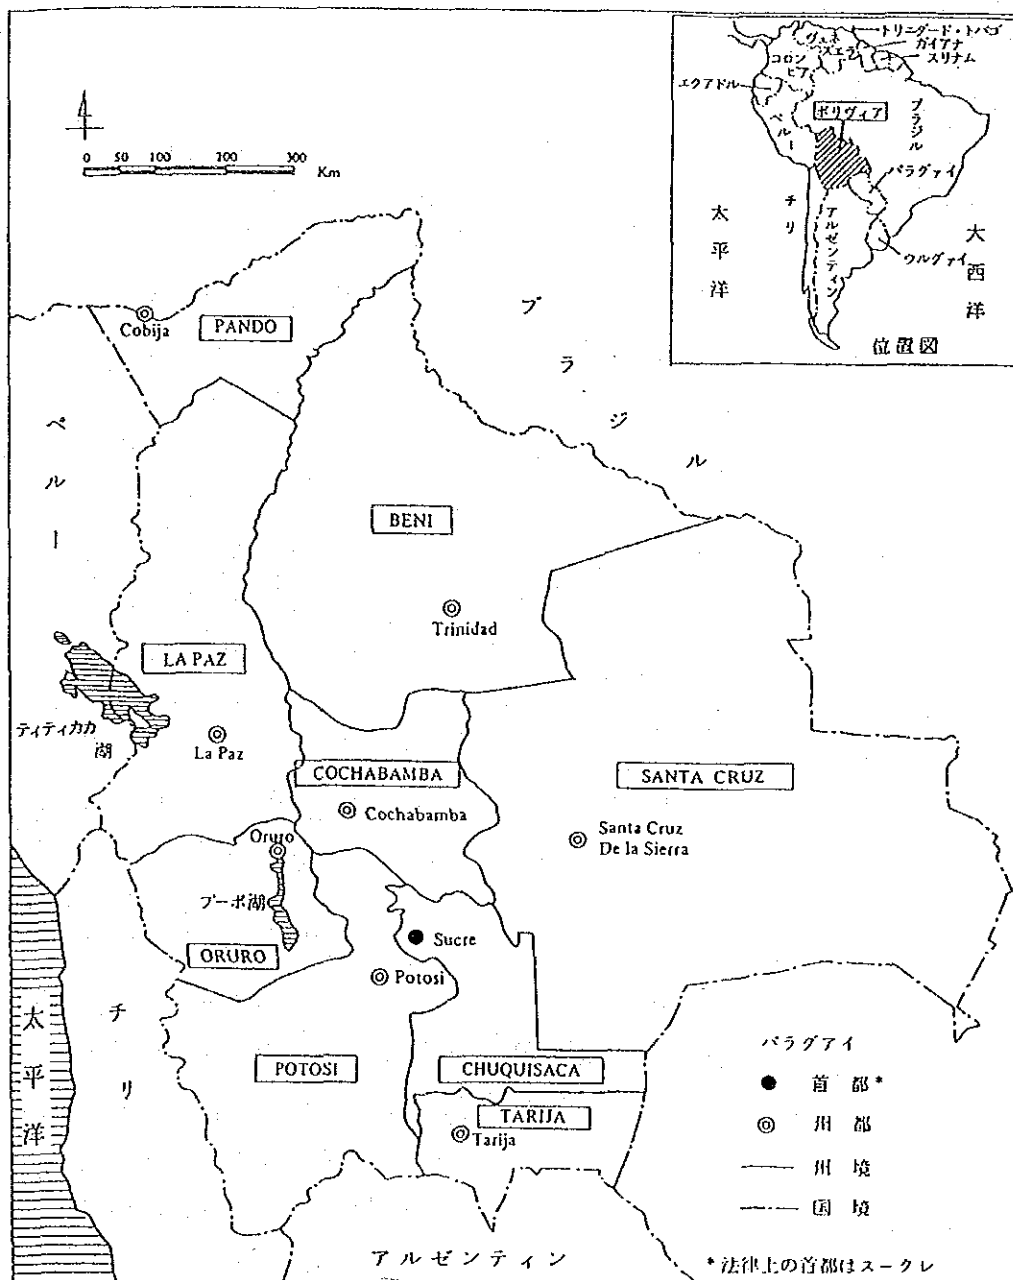 トリニダード・トバゴ
ガイアナ
スリナム
ヴェネ
ズエラ
コロン
ビア
エクアドル
ペルー
ボリヴィア
ブラジル
パラグァイ
チリ
アルゼンティン
ウルグァイ
太平洋
大西洋
位置図
0 50 100 200 300
Km
ブラジル
ペルー
Cobija
PANDO
BENI
Trinidad
LA PAZ
ティティカカ
湖
La Paz
COCHABAMBA
Cochabamba
SANTA CRUZ
Santa Cruz
De la Sierra
Oruro
プーポ湖
ORURO
Sucre
Potosi
太平洋
チリ
POTOSI
CHUQUISACA
TARIJA
Tarija
パラグアイ
首都*
州都
州境
国境
アルゼンティン
*法律上の首都はスークレ